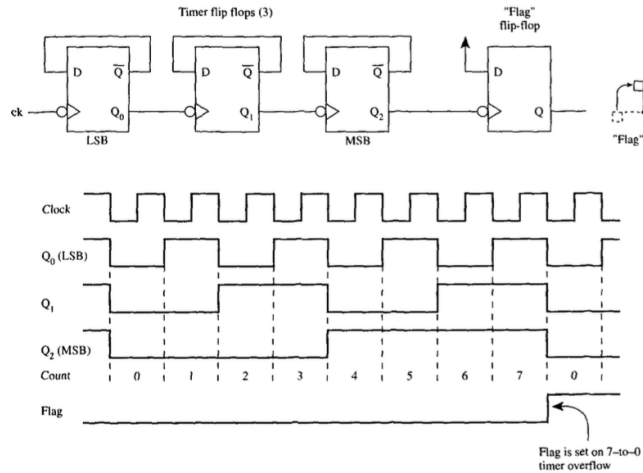 Timer flip flops (3)
"Flag"
flip-flop
D Q̅ D Q̅ D Q̅ D
ck Q₀ Q₁ Q₂ Q
LSB MSB "Flag"
Clock
Q₀ (LSB)
Q₁
Q₂ (MSB)
Count 0 1 2 3 4 5 6 7 0
Flag
Flag is set on 7–to–0
timer overflow